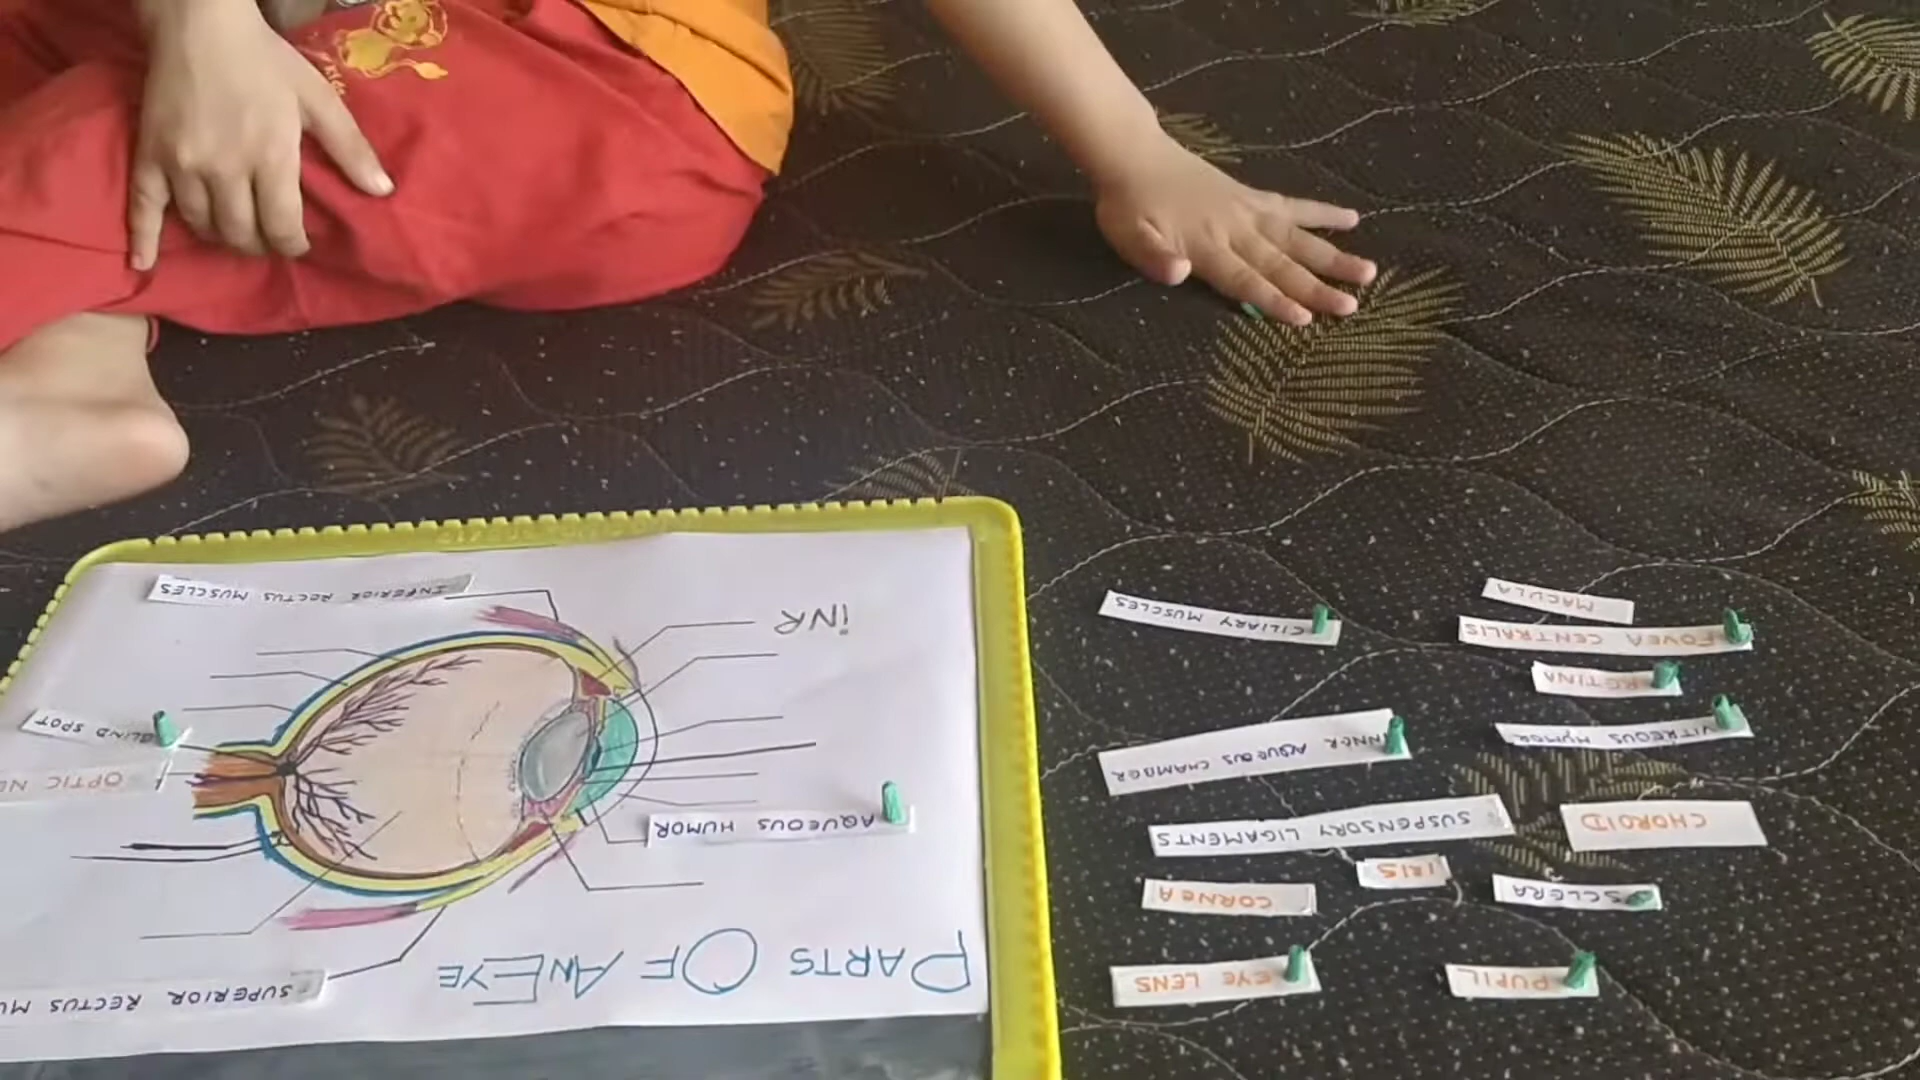 PARTS OF AN EYE
SUPERIOR RECTUS MU
AQUEOUS HUMOR
OPTIC NE
BLIND SPOT
iNR
INFERIOR RECTUS MUSCLES
PUPIL
EYE LENS
SCLERA
IRIS
CORNEA
CHOROID
SUSPENSORY LIGAMENTS
VITREOUS HUMOR
INNER AQUEOUS CHAMBER
RETINA
FOVEA CENTRALIS
CILIARY MUSCLES
MACULA